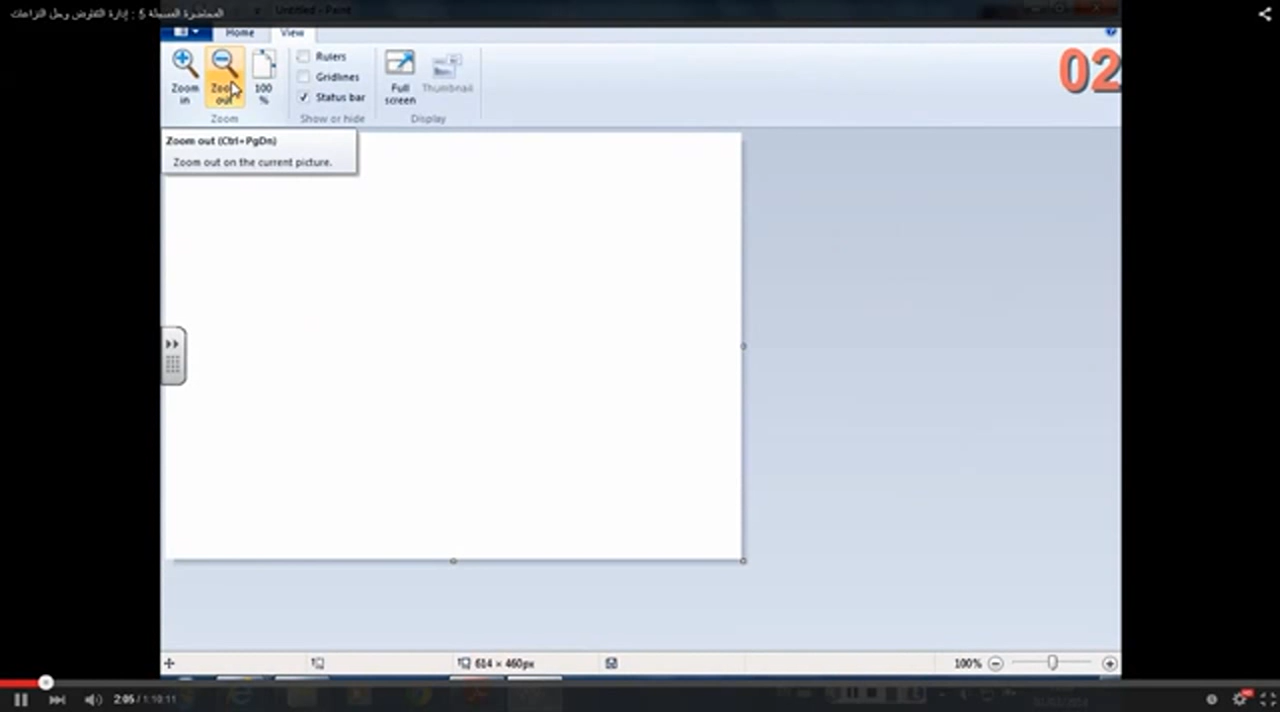 المحاضرة المسجلة 5 : إدارة التفاوض وحل النزاعات
Untitled - Paint
Home View
02
Zoom in
Zoom out
100 %
Rulers
Gridlines
Status bar
Full screen
Thumbnail
Zoom
Show or hide
Display
Zoom out (Ctrl+PgDn)
Zoom out on the current picture.
614 × 460px
100%
2:05 / 1:10:11